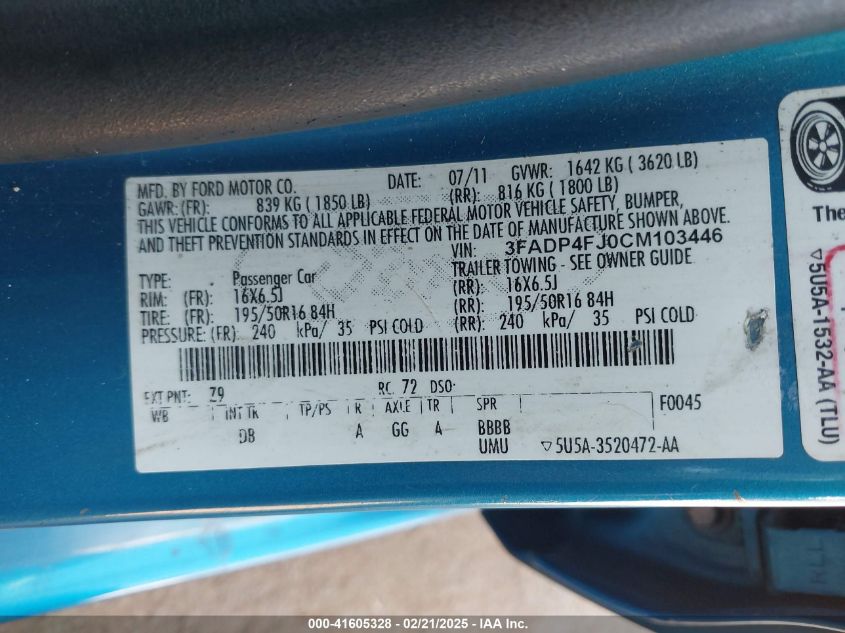 MFD. BY FORD MOTOR CO. DATE: 07/11 GVWR: 1642 KG ( 3620 LB)
GAWR: (FR): 839 KG ( 1850 LB) (RR): 816 KG ( 1800 LB)
THIS VEHICLE CONFORMS TO ALL APPLICABLE FEDERAL MOTOR VEHICLE SAFETY, BUMPER,
AND THEFT PREVENTION STANDARDS IN EFFECT ON THE DATE OF MANUFACTURE SHOWN ABOVE.
VIN: 3FADP4FJ0CM103446
TYPE: Passenger Car TRAILER TOWING - SEE OWNER GUIDE
RIM: (FR): 16X6.5J (RR): 16X6.5J
TIRE: (FR): 195/50R16 84H (RR): 195/50R16 84H
PRESSURE: (FR) 240 kPa/ 35 PSI COLD (RR): 240 kPa/ 35 PSI COLD
EXT PNT: Z9 RC: 72 DSO:
WB INT TR TP/PS R AXLE TR SPR F0045
DB A GG A BBBB
UMU ▽5U5A-3520472-AA
The
▽5U5A-1532-AA (TLU)
000-41605328 - 02/21/2025 - IAA Inc.